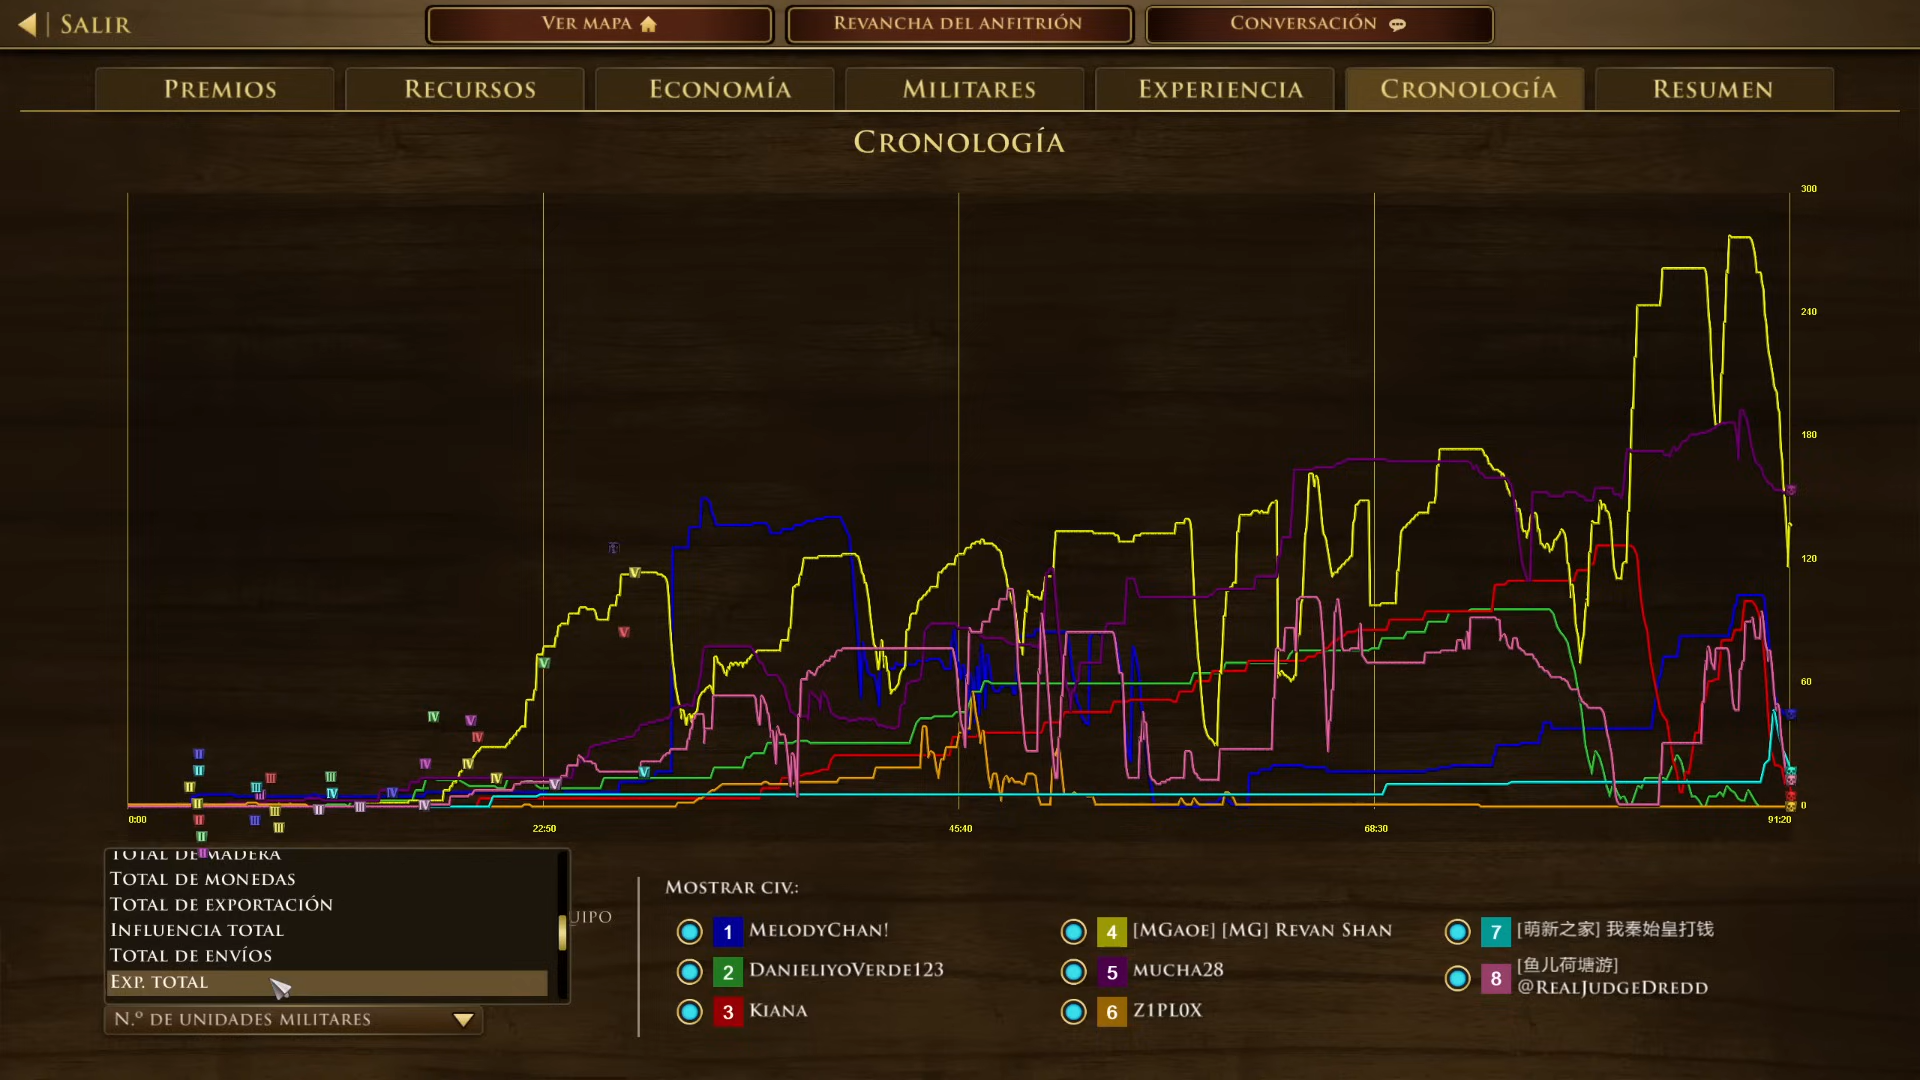 Salir
Ver mapa
Revancha del anfitrión
Conversación
Premios
Recursos
Economía
Militares
Experiencia
Cronología
Resumen
Cronología
300
240
180
120
60
0
0:00
22:50
45:40
68:30
91:20
Total de madera
Total de monedas
Total de exportación
Influencia total
Total de envíos
Exp. total
N.º de unidades militares
uipo
Mostrar civ.:
1 MelodyChan!
2 DanieliyoVerde123
3 Kiana
4 [MGaoe] [MG] Revan Shan
5 mucha28
6 Z1PL0X
7 [萌新之家] 我秦始皇打钱
8 [鱼儿荷塘游]
@RealJudgeDredd